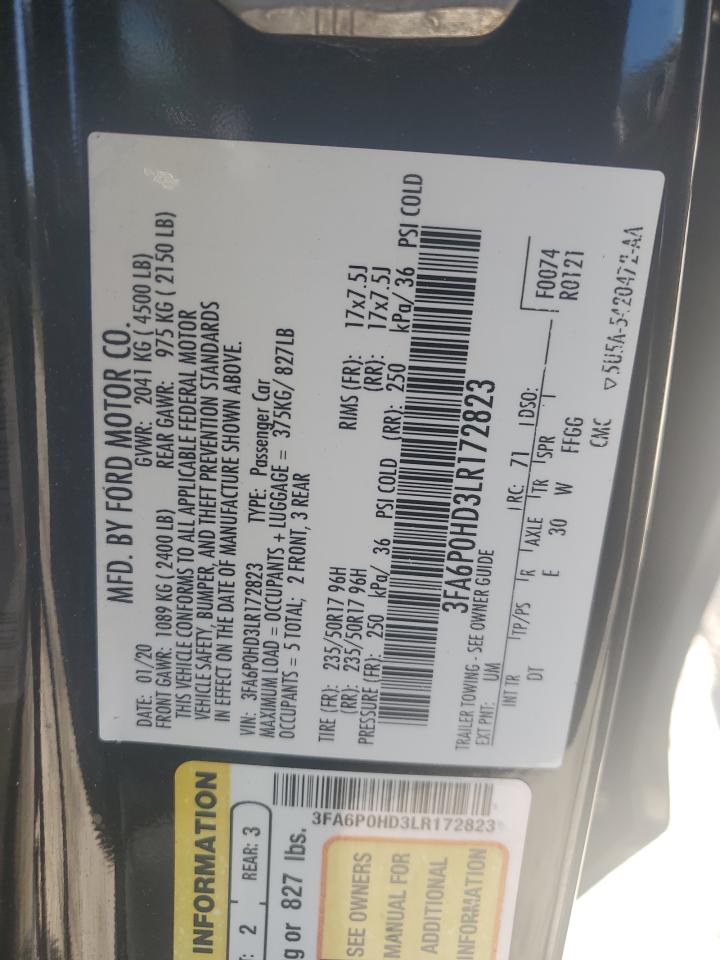 MFD. BY FORD MOTOR CO.
DATE: 01/20 GVWR: 2041 KG ( 4500 LB)
FRONT GAWR: 1089 KG ( 2400 LB) REAR GAWR: 975 KG ( 2150 LB)
THIS VEHICLE CONFORMS TO ALL APPLICABLE FEDERAL MOTOR
VEHICLE SAFETY, BUMPER, AND THEFT PREVENTION STANDARDS
IN EFFECT ON THE DATE OF MANUFACTURE SHOWN ABOVE.
VIN: 3FA6P0HD3LR172823 TYPE: Passenger Car
MAXIMUM LOAD = OCCUPANTS + LUGGAGE = 375KG/ 827LB
OCCUPANTS = 5 TOTAL; 2 FRONT, 3 REAR
TIRE (FR): 235/50R17 96H RIMS (FR): 17x7.5J
(RR): 235/50R17 96H (RR): 17x7.5J
PRESSURE (FR): 250 kPa/ 36 PSI COLD (RR): 250 kPa/ 36 PSI COLD
3FA6P0HD3LR172823
TRAILER TOWING - SEE OWNER GUIDE
EXT PNT: UM RC: 71 DSO:
F0074
R0121
INT TR TP/PS R AXLE TR SPR
DT E 30 W FFGG
CMC
▽5U5A-5420472-AA
INFORMATION
: 2 REAR: 3
g or 827 lbs.
3FA6P0HD3LR172823
SEE OWNERS
MANUAL FOR
ADDITIONAL
INFORMATION